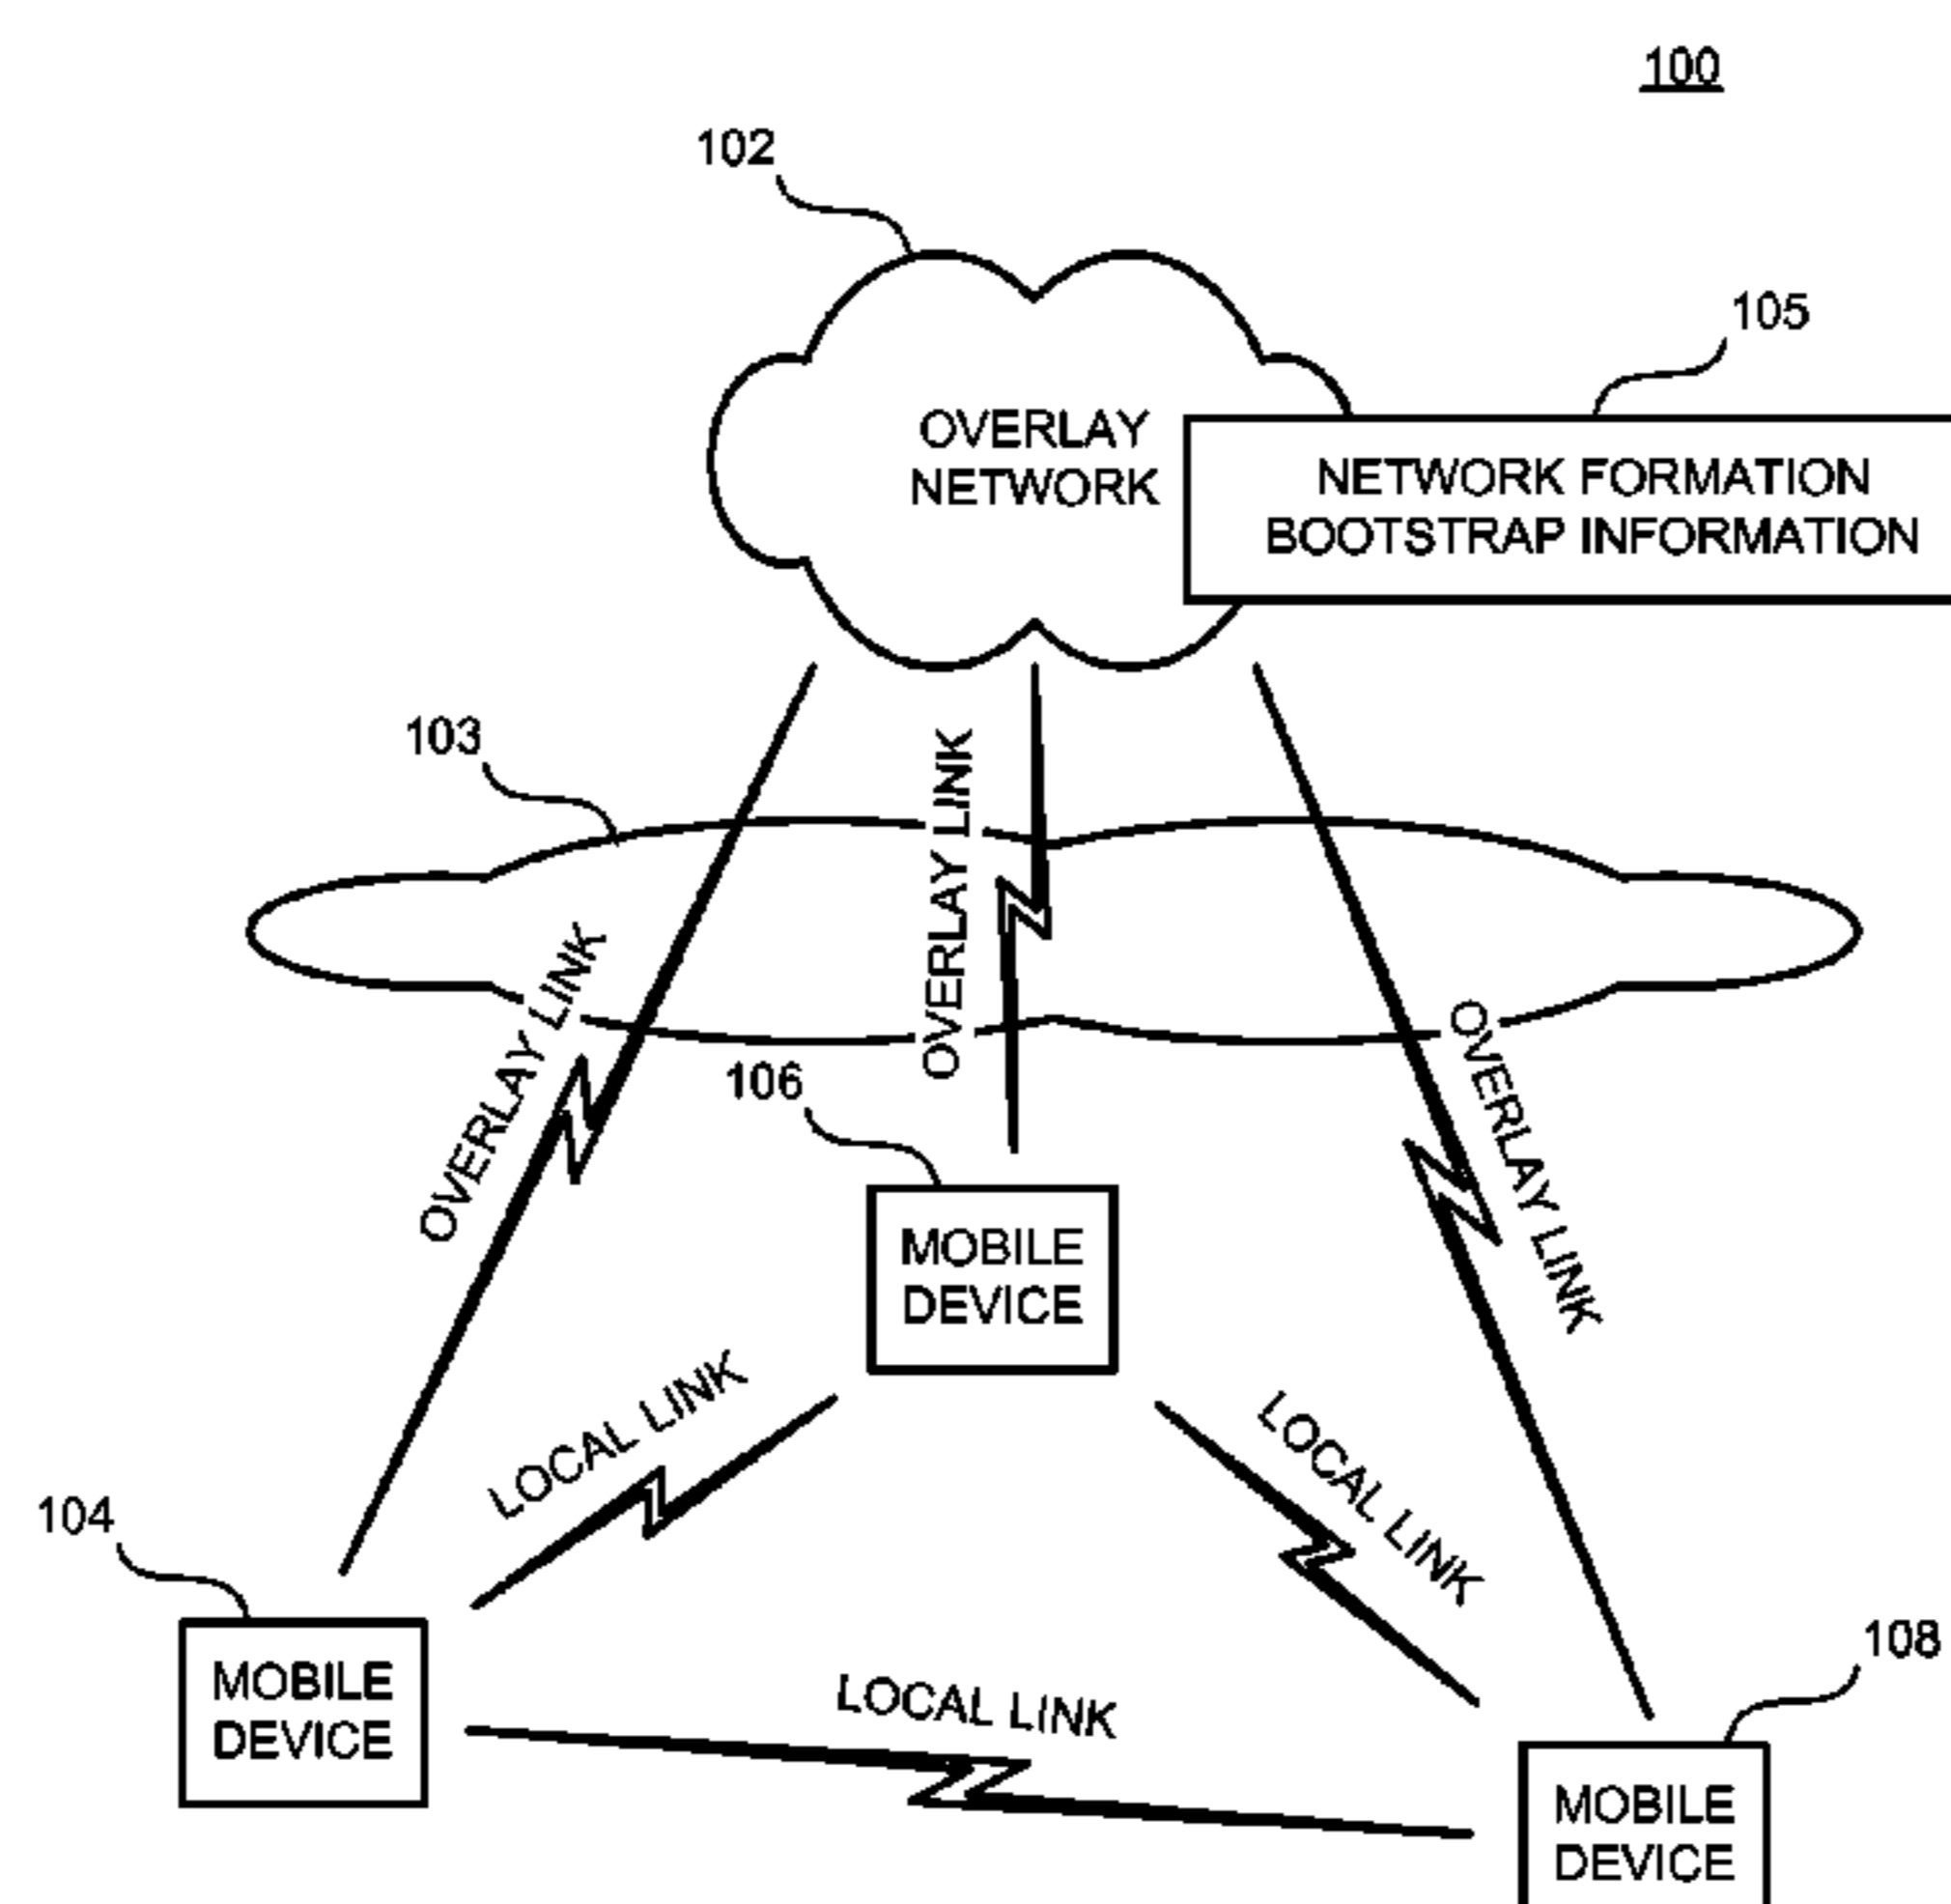 100
102
105
OVERLAY
NETWORK
NETWORK FORMATION
BOOTSTRAP INFORMATION
103
OVERLAY LINK
OVERLAY LINK
OVERLAY LINK
106
MOBILE
DEVICE
LOCAL LINK
LOCAL LINK
104
MOBILE
DEVICE
LOCAL LINK
108
MOBILE
DEVICE